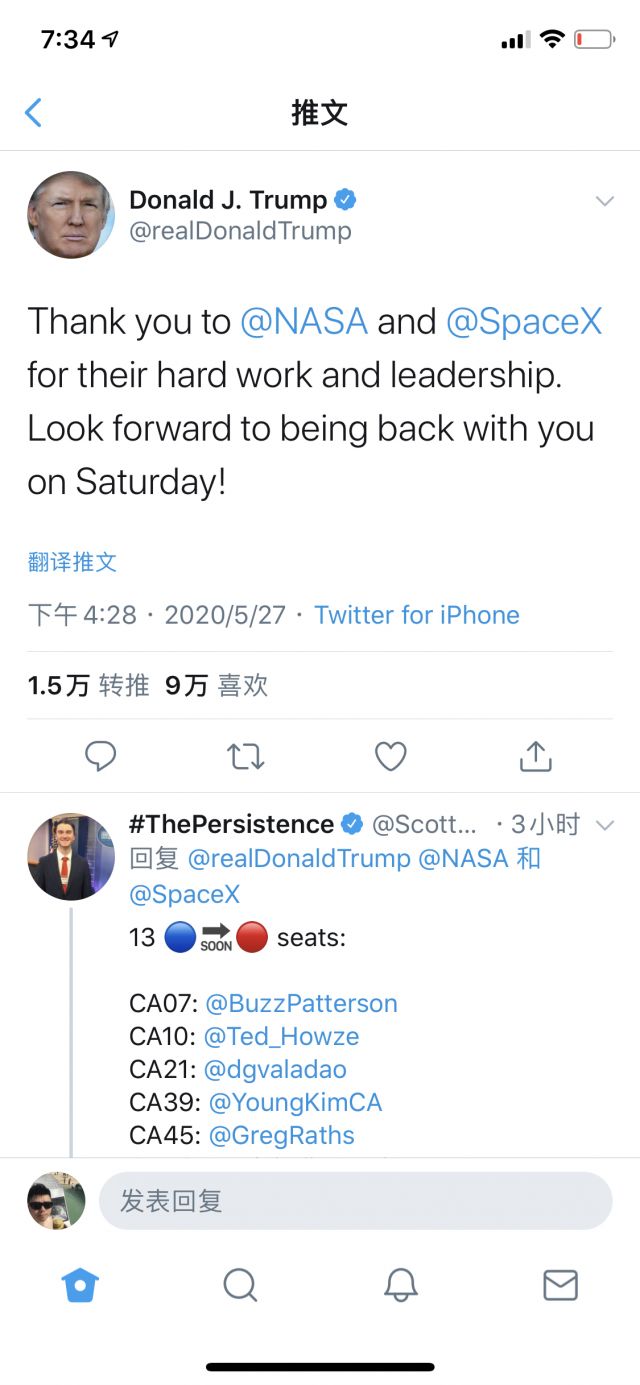 7:34
推文
Donald J. Trump
@realDonaldTrump
Thank you to @NASA and @SpaceX
for their hard work and leadership.
Look forward to being back with you
on Saturday!
翻译推文
下午 4:28 · 2020/5/27 · Twitter for iPhone
1.5万 转推 9万 喜欢
#ThePersistence @Scott... · 3小时
回复 @realDonaldTrump @NASA 和
@SpaceX
13 🔵🔜🔴 seats:
CA07: @BuzzPatterson
CA10: @Ted_Howze
CA21: @dgvaladao
CA39: @YoungKimCA
CA45: @GregRaths
发表回复